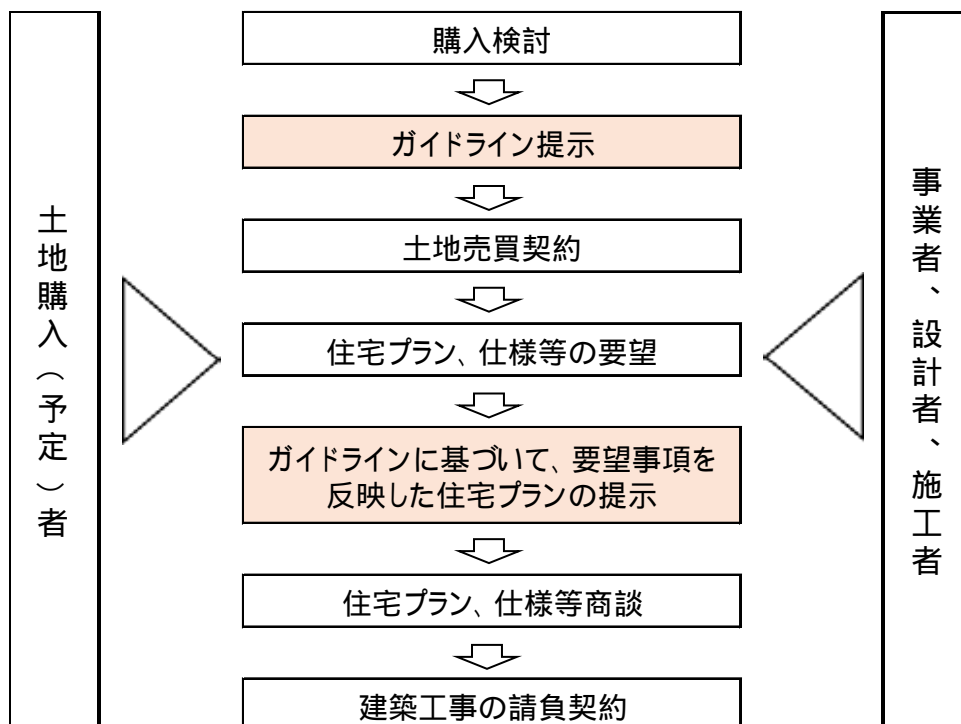 土地購入（予定）者
購入検討
ガイドライン提示
土地売買契約
住宅プラン、仕様等の要望
ガイドラインに基づいて、要望事項を
反映した住宅プランの提示
住宅プラン、仕様等商談
建築工事の請負契約
事業者、設計者、施工者